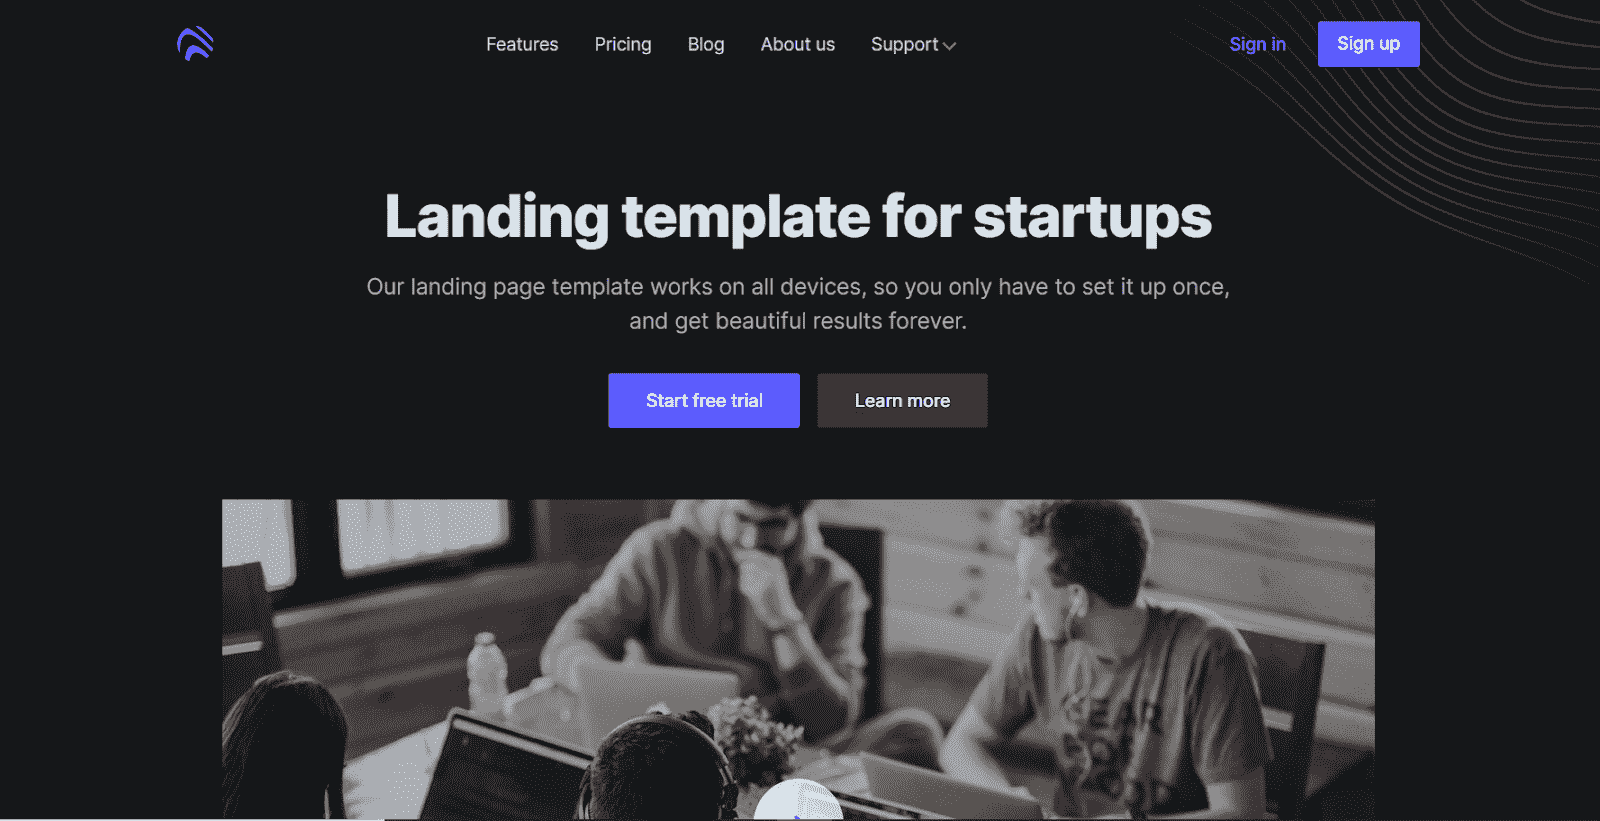 Features Pricing Blog About us Support Sign in Sign up
Landing template for startups
Our landing page template works on all devices, so you only have to set it up once,
and get beautiful results forever.
Start free trial Learn more